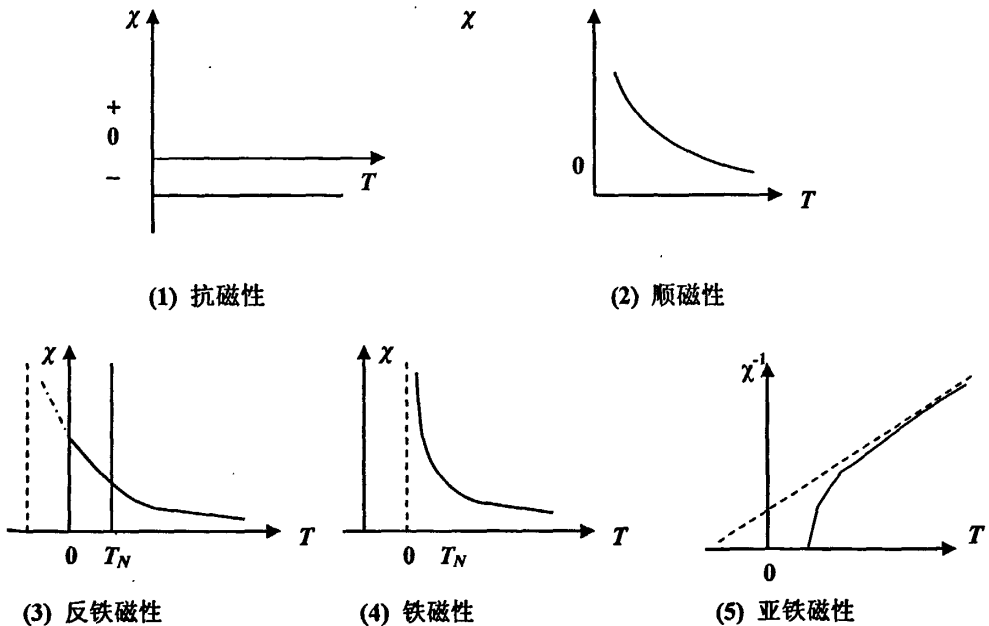 χ χ
+
0
−
T
0
T
(1) 抗磁性 (2) 顺磁性
χ χ χ⁻¹
0 T_N T 0 T_N T 0 T
(3) 反铁磁性 (4) 铁磁性 (5) 亚铁磁性